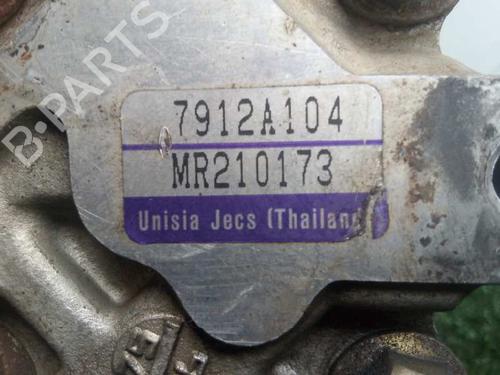 B-PARTS
7912A104
MR210173
Unisia Jecs (Thailand)